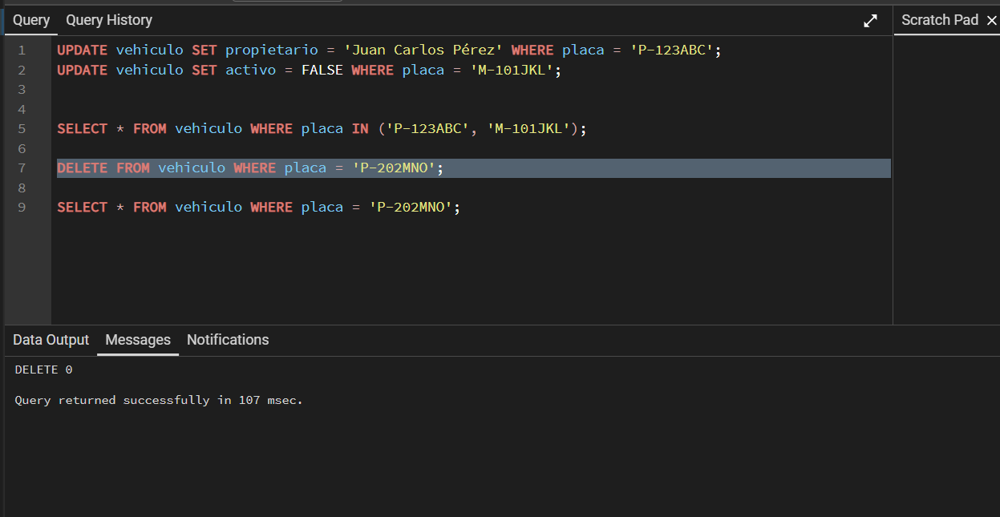 Query Query History
Scratch Pad
1 UPDATE vehiculo SET propietario = 'Juan Carlos Pérez' WHERE placa = 'P-123ABC';
2 UPDATE vehiculo SET activo = FALSE WHERE placa = 'M-101JKL';
3
4
5 SELECT * FROM vehiculo WHERE placa IN ('P-123ABC', 'M-101JKL');
6
7 DELETE FROM vehiculo WHERE placa = 'P-202MNO';
8
9 SELECT * FROM vehiculo WHERE placa = 'P-202MNO';
Data Output Messages Notifications
DELETE 0
Query returned successfully in 107 msec.